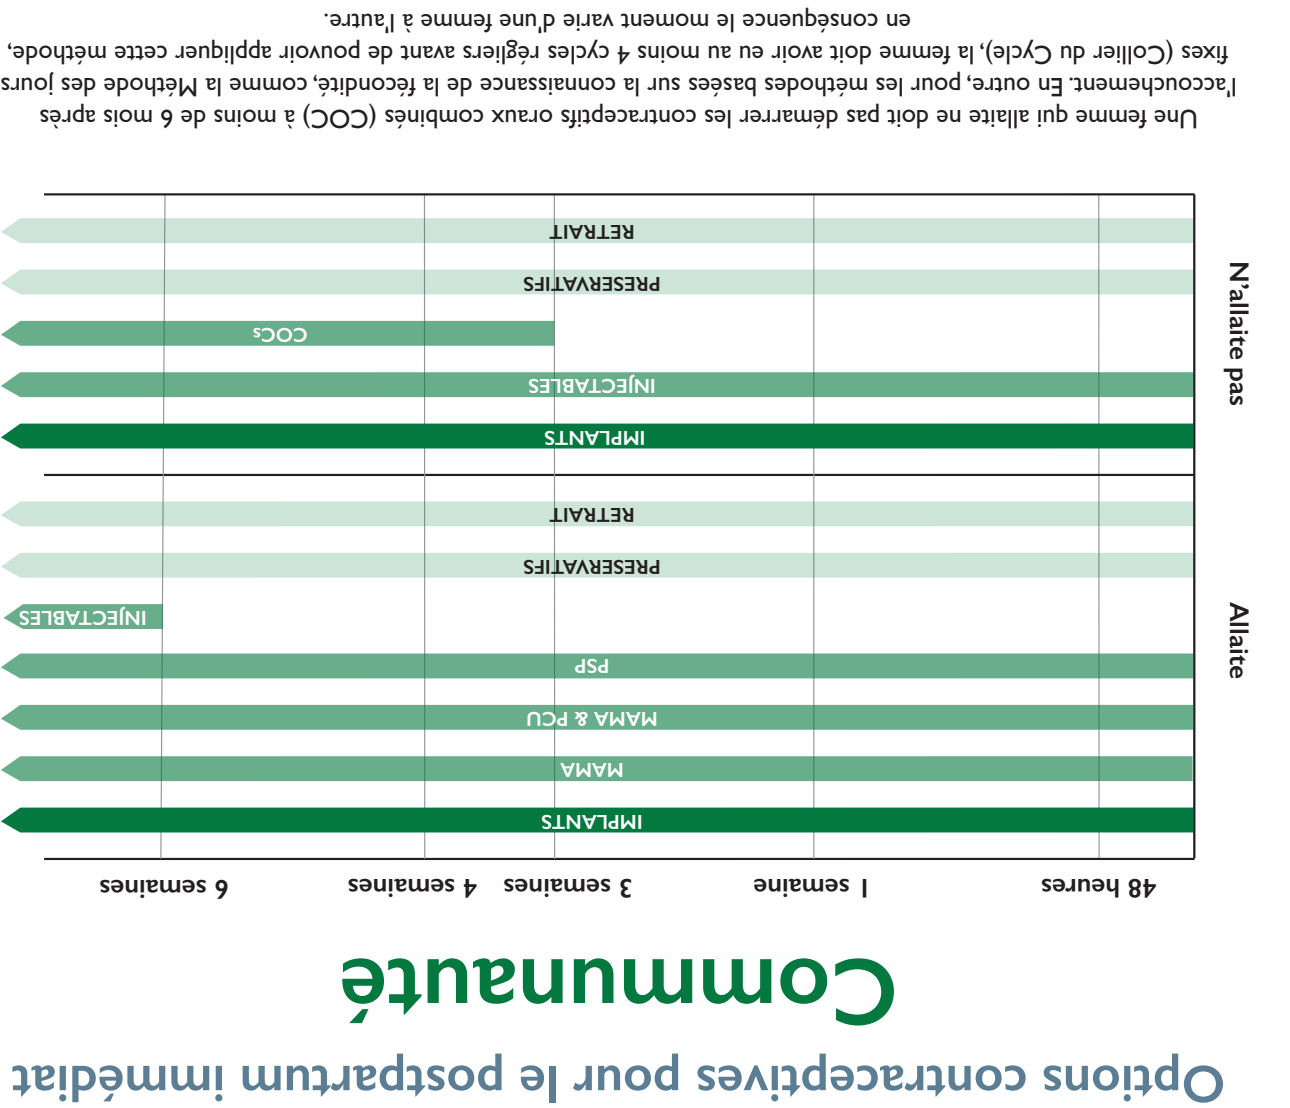 Options contraceptives pour le postpartum immédiat
Communauté
48 heures
1 semaine
3 semaines
4 semaines
6 semaines
Allaite
IMPLANTS
MAMA
MAMA & PCU
PSP
INJECTABLES
PRESERVATIFS
RETRAIT
N'allaite pas
IMPLANTS
INJECTABLES
COCs
PRESERVATIFS
RETRAIT
Une femme qui allaite ne doit pas démarrer les contraceptifs oraux combinés (COC) à moins de 6 mois après
l'accouchement. En outre, pour les méthodes basées sur la connaissance de la fécondité, comme la Méthode des jours
fixes (Collier du Cycle), la femme doit avoir eu au moins 4 cycles régliers avant de pouvoir appliquer cette méthode,
en conséquence le moment varie d'une femme à l'autre.